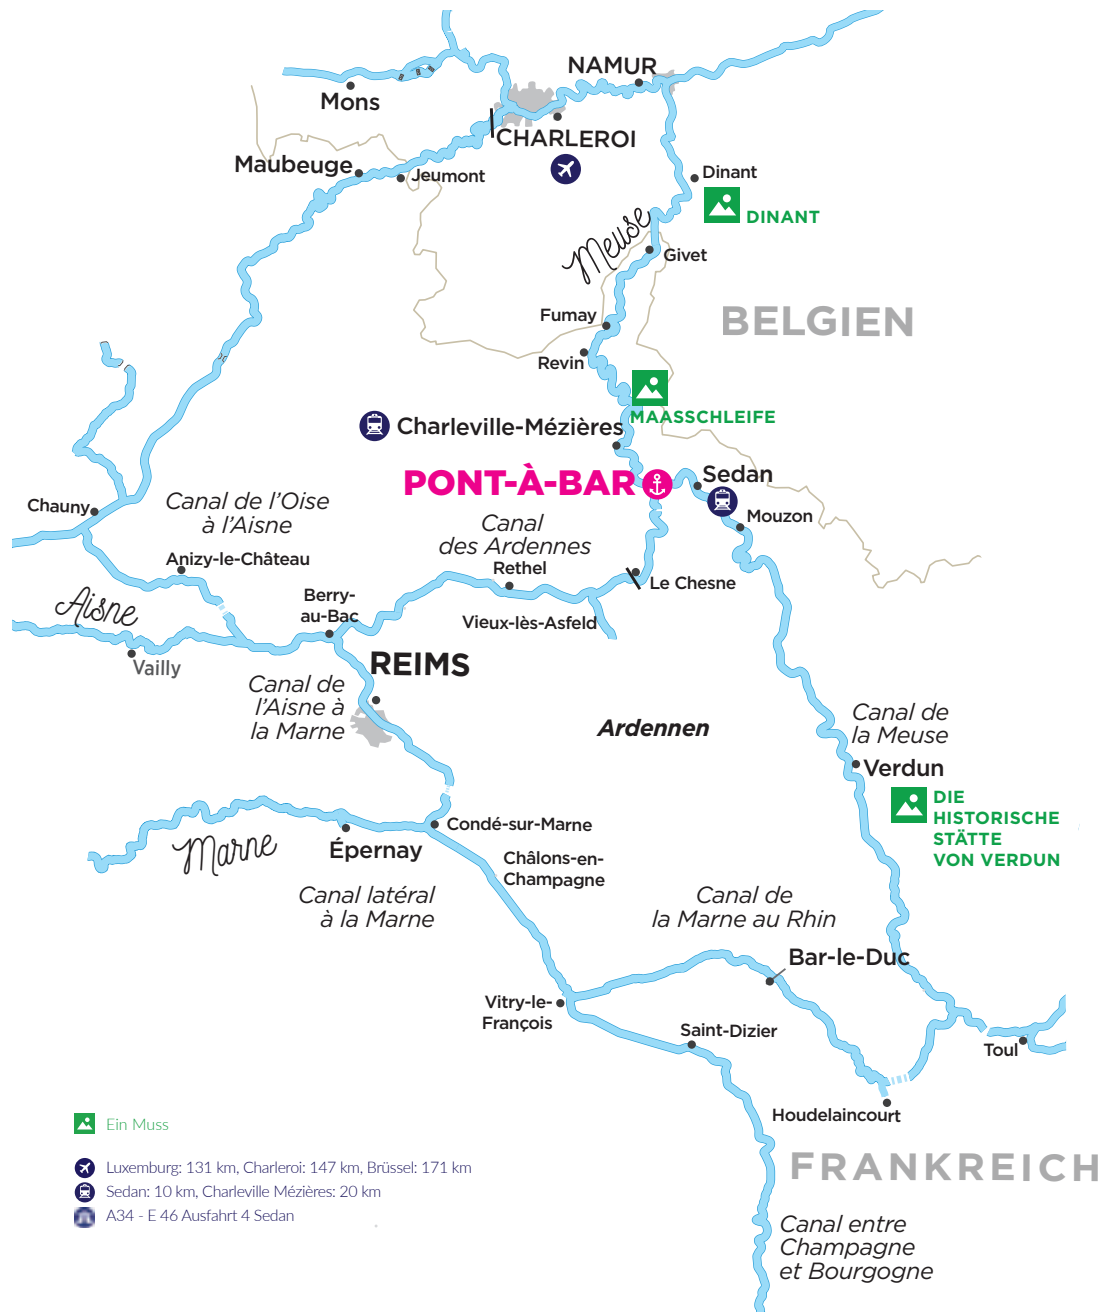 NAMUR
Mons
CHARLEROI
Maubeuge
Jeumont
Dinant
DINANT
Meuse
Givet
BELGIEN
Fumay
Revin
MAASSCHLEIFE
Charleville-Mézières
PONT-À-BAR
Sedan
Mouzon
Chauny
Canal de l’Oise
à l’Aisne
Canal
des Ardennes
Anizy-le-Château
Rethel
Le Chesne
Aisne
Berry-
au-Bac
Vieux-lès-Asfeld
Vailly
REIMS
Canal de
l’Aisne à
la Marne
Ardennen
Canal de
la Meuse
Verdun
DIE
HISTORISCHE
STÄTTE
VON VERDUN
Marne
Condé-sur-Marne
Épernay
Châlons-en-
Champagne
Canal latéral
à la Marne
Canal de
la Marne au Rhin
Bar-le-Duc
Vitry-le-
François
Saint-Dizier
Toul
Houdelaincourt
FRANKREICH
Canal entre
Champagne
et Bourgogne
Ein Muss
Luxemburg: 131 km, Charleroi: 147 km, Brüssel: 171 km
Sedan: 10 km, Charleville Mézières: 20 km
A34 - E 46 Ausfahrt 4 Sedan